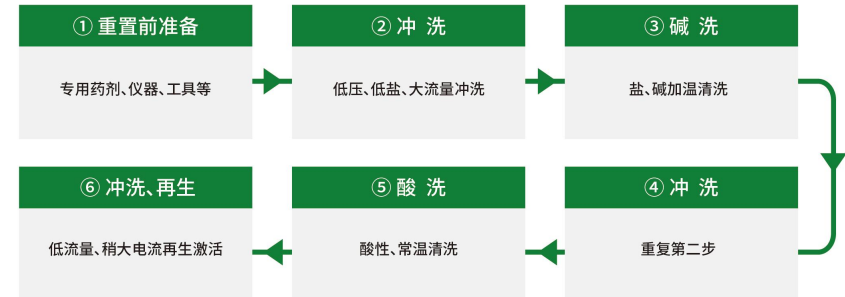 ① 重置前准备
专用药剂、仪器、工具等
② 冲 洗
低压、低盐、大流量冲洗
③ 碱 洗
盐、碱加温清洗
④ 冲 洗
重复第二步
⑤ 酸 洗
酸性、常温清洗
⑥ 冲洗、再生
低流量、稍大电流再生激活